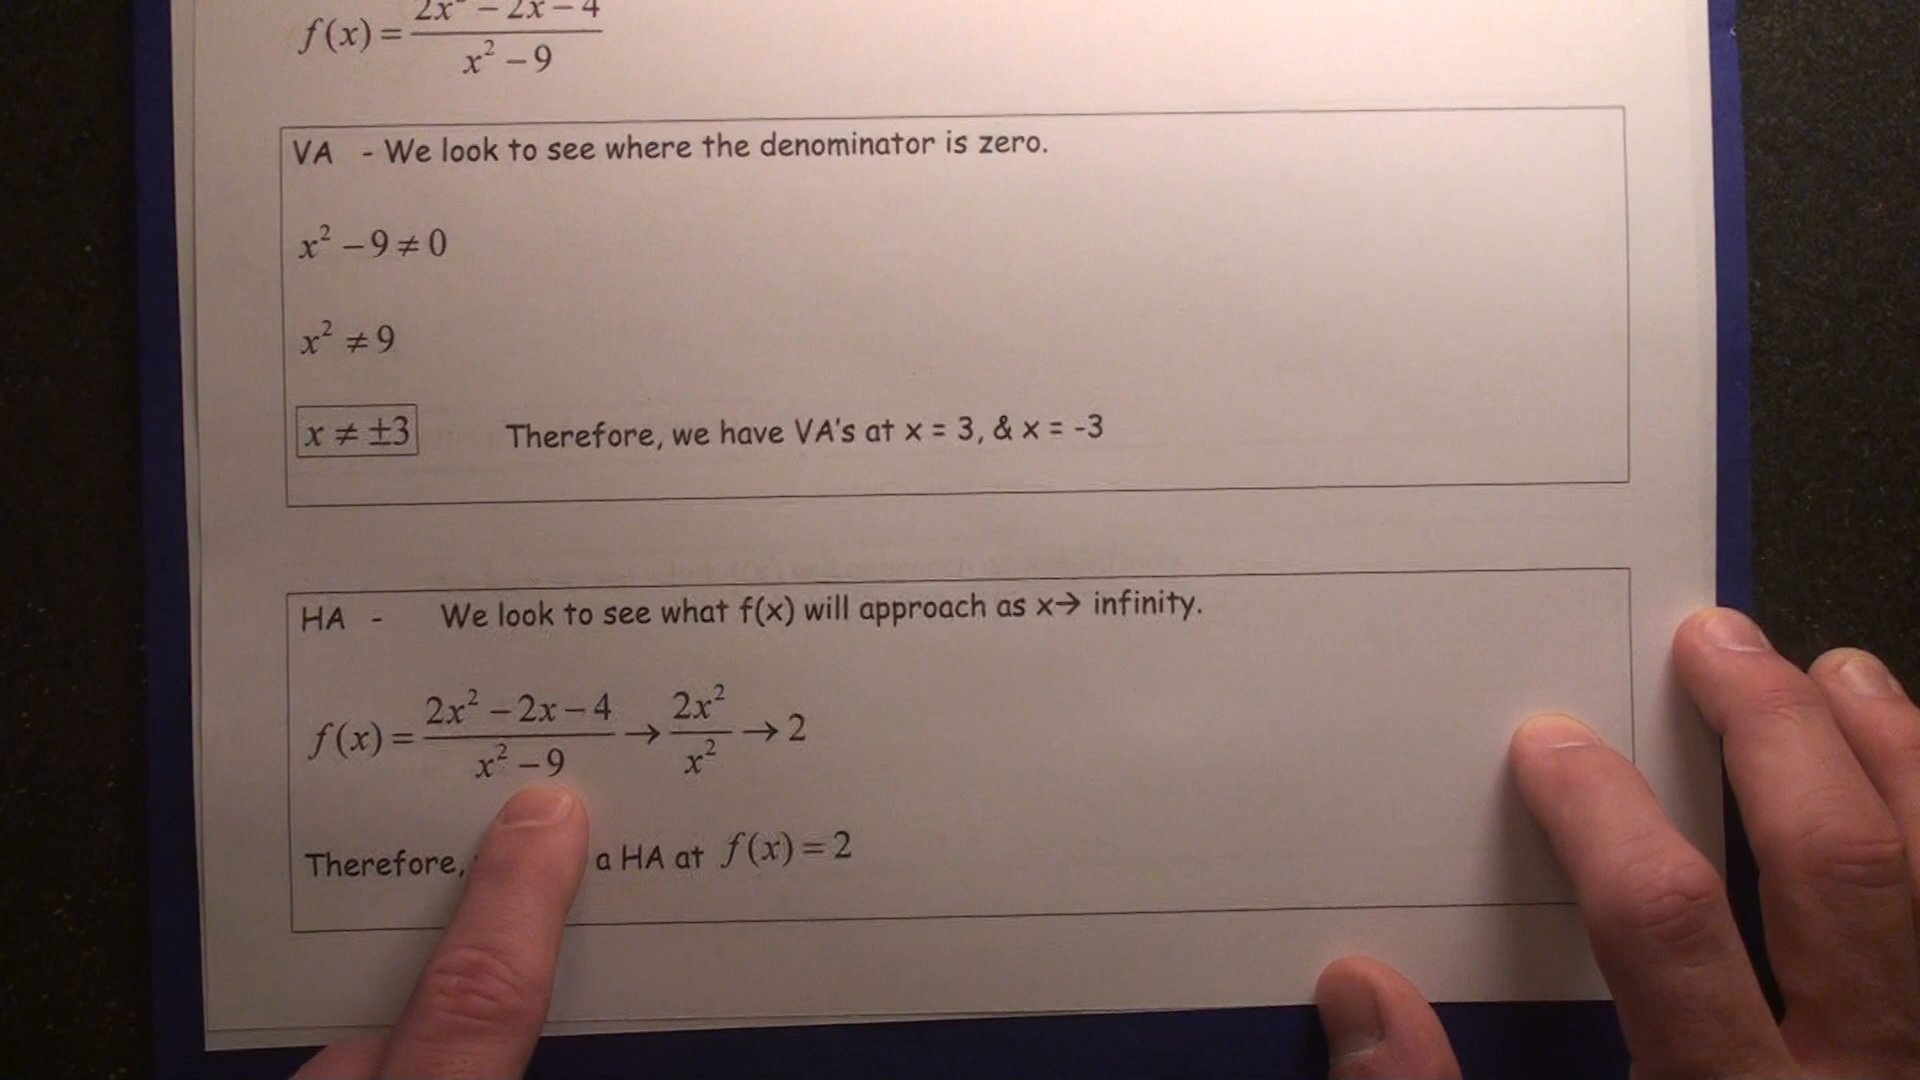 f(x) = (2x² − 2x − 4)/(x² − 9)
VA - We look to see where the denominator is zero.
x² − 9 ≠ 0
x² ≠ 9
x ≠ ±3 Therefore, we have VA's at x = 3, & x = -3
HA - We look to see what f(x) will approach as x→ infinity.
f(x) = (2x² − 2x − 4)/(x² − 9) → 2x²/x² → 2
Therefore, a HA at f(x) = 2